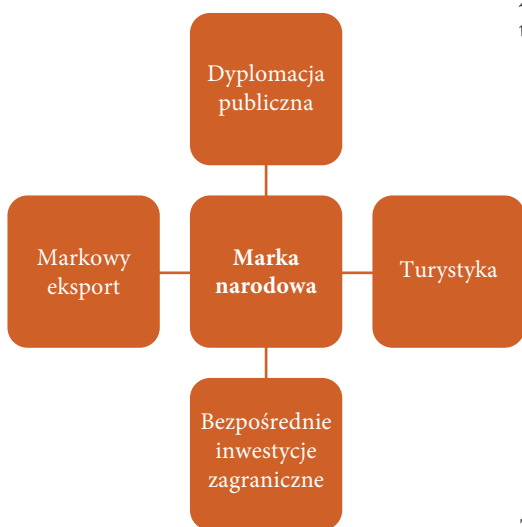 Dyplomacja
publiczna
Markowy
eksport
Marka
narodowa
Turystyka
Bezpośrednie
inwestycje
zagraniczne